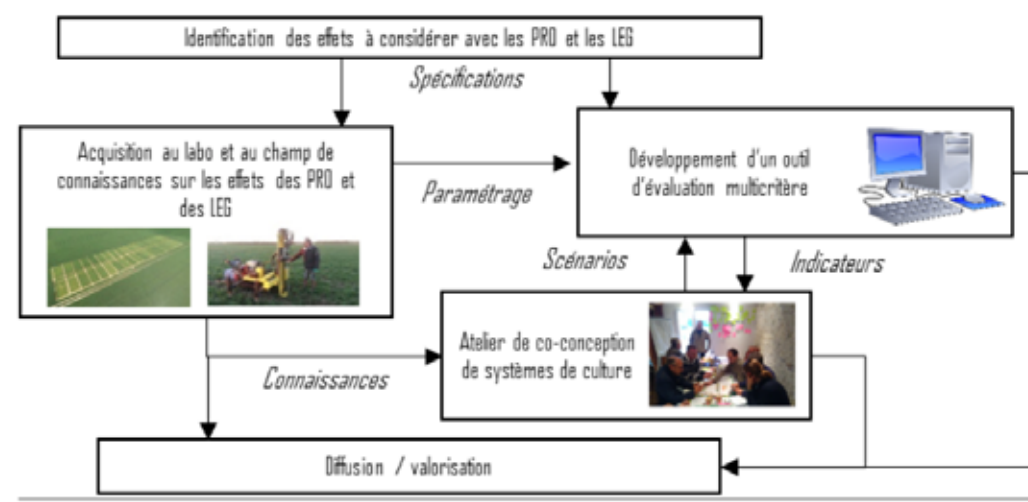 Identification des effets à considérer avec les PRO et les LEG
Spécifications
Acquisition au labo et au champ de
connaissances sur les effets des PRO et
des LEG
Paramétrage
Développement d'un outil
d'évaluation multicritère
Scénarios
Indicateurs
Atelier de co-conception
de systèmes de culture
Connaissances
Diffusion / valorisation